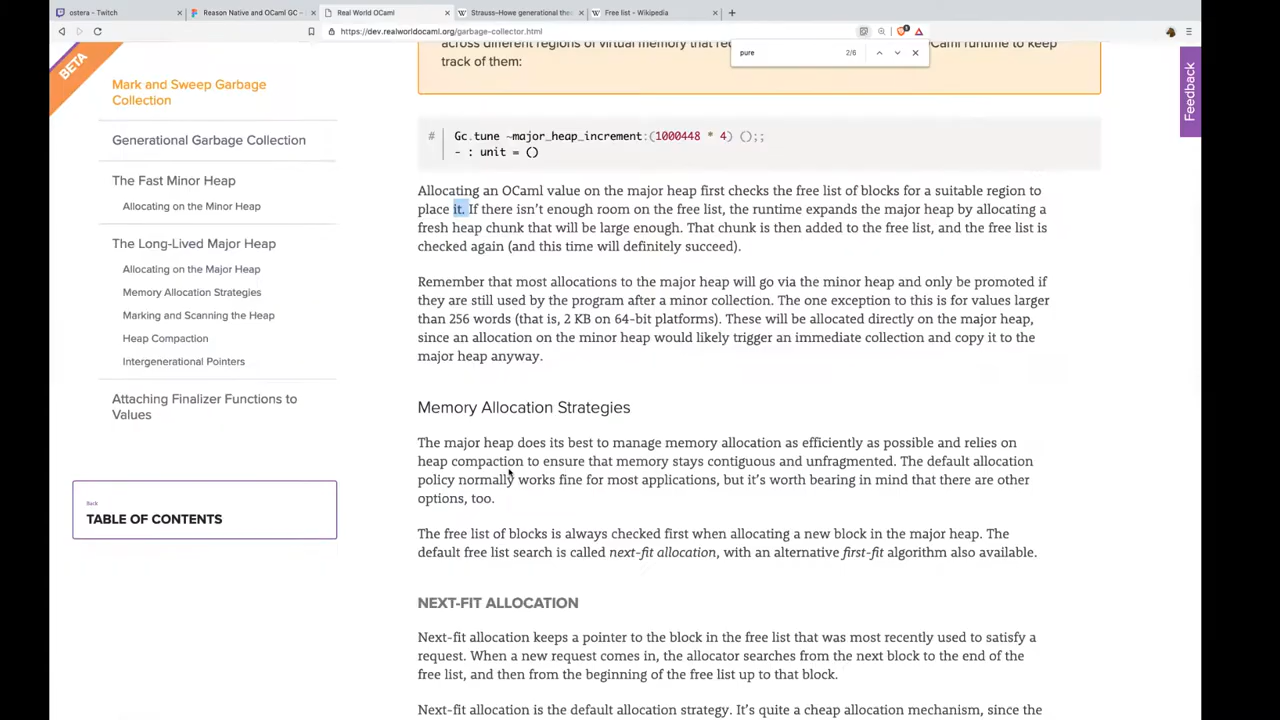 ostera - Twitch
Reason Native and OCaml GC -
Real World OCaml
Strauss–Howe generational the
Free list - Wikipedia
https://dev.realworldocaml.org/garbage-collector.html
pure
2/6
BETA
Feedback
Mark and Sweep Garbage
Collection
Generational Garbage Collection
The Fast Minor Heap
Allocating on the Minor Heap
The Long-Lived Major Heap
Allocating on the Major Heap
Memory Allocation Strategies
Marking and Scanning the Heap
Heap Compaction
Intergenerational Pointers
Attaching Finalizer Functions to
Values
Back
TABLE OF CONTENTS
across different regions of virtual memory that req
Caml runtime to keep
track of them:
# Gc.tune ~major_heap_increment:(1000448 * 4) ();;
- : unit = ()
Allocating an OCaml value on the major heap first checks the free list of blocks for a suitable region to
place it. If there isn't enough room on the free list, the runtime expands the major heap by allocating a
fresh heap chunk that will be large enough. That chunk is then added to the free list, and the free list is
checked again (and this time will definitely succeed).
Remember that most allocations to the major heap will go via the minor heap and only be promoted if
they are still used by the program after a minor collection. The one exception to this is for values larger
than 256 words (that is, 2 KB on 64-bit platforms). These will be allocated directly on the major heap,
since an allocation on the minor heap would likely trigger an immediate collection and copy it to the
major heap anyway.
Memory Allocation Strategies
The major heap does its best to manage memory allocation as efficiently as possible and relies on
heap compaction to ensure that memory stays contiguous and unfragmented. The default allocation
policy normally works fine for most applications, but it's worth bearing in mind that there are other
options, too.
The free list of blocks is always checked first when allocating a new block in the major heap. The
default free list search is called next-fit allocation, with an alternative first-fit algorithm also available.
NEXT-FIT ALLOCATION
Next-fit allocation keeps a pointer to the block in the free list that was most recently used to satisfy a
request. When a new request comes in, the allocator searches from the next block to the end of the
free list, and then from the beginning of the free list up to that block.
Next-fit allocation is the default allocation strategy. It's quite a cheap allocation mechanism, since the